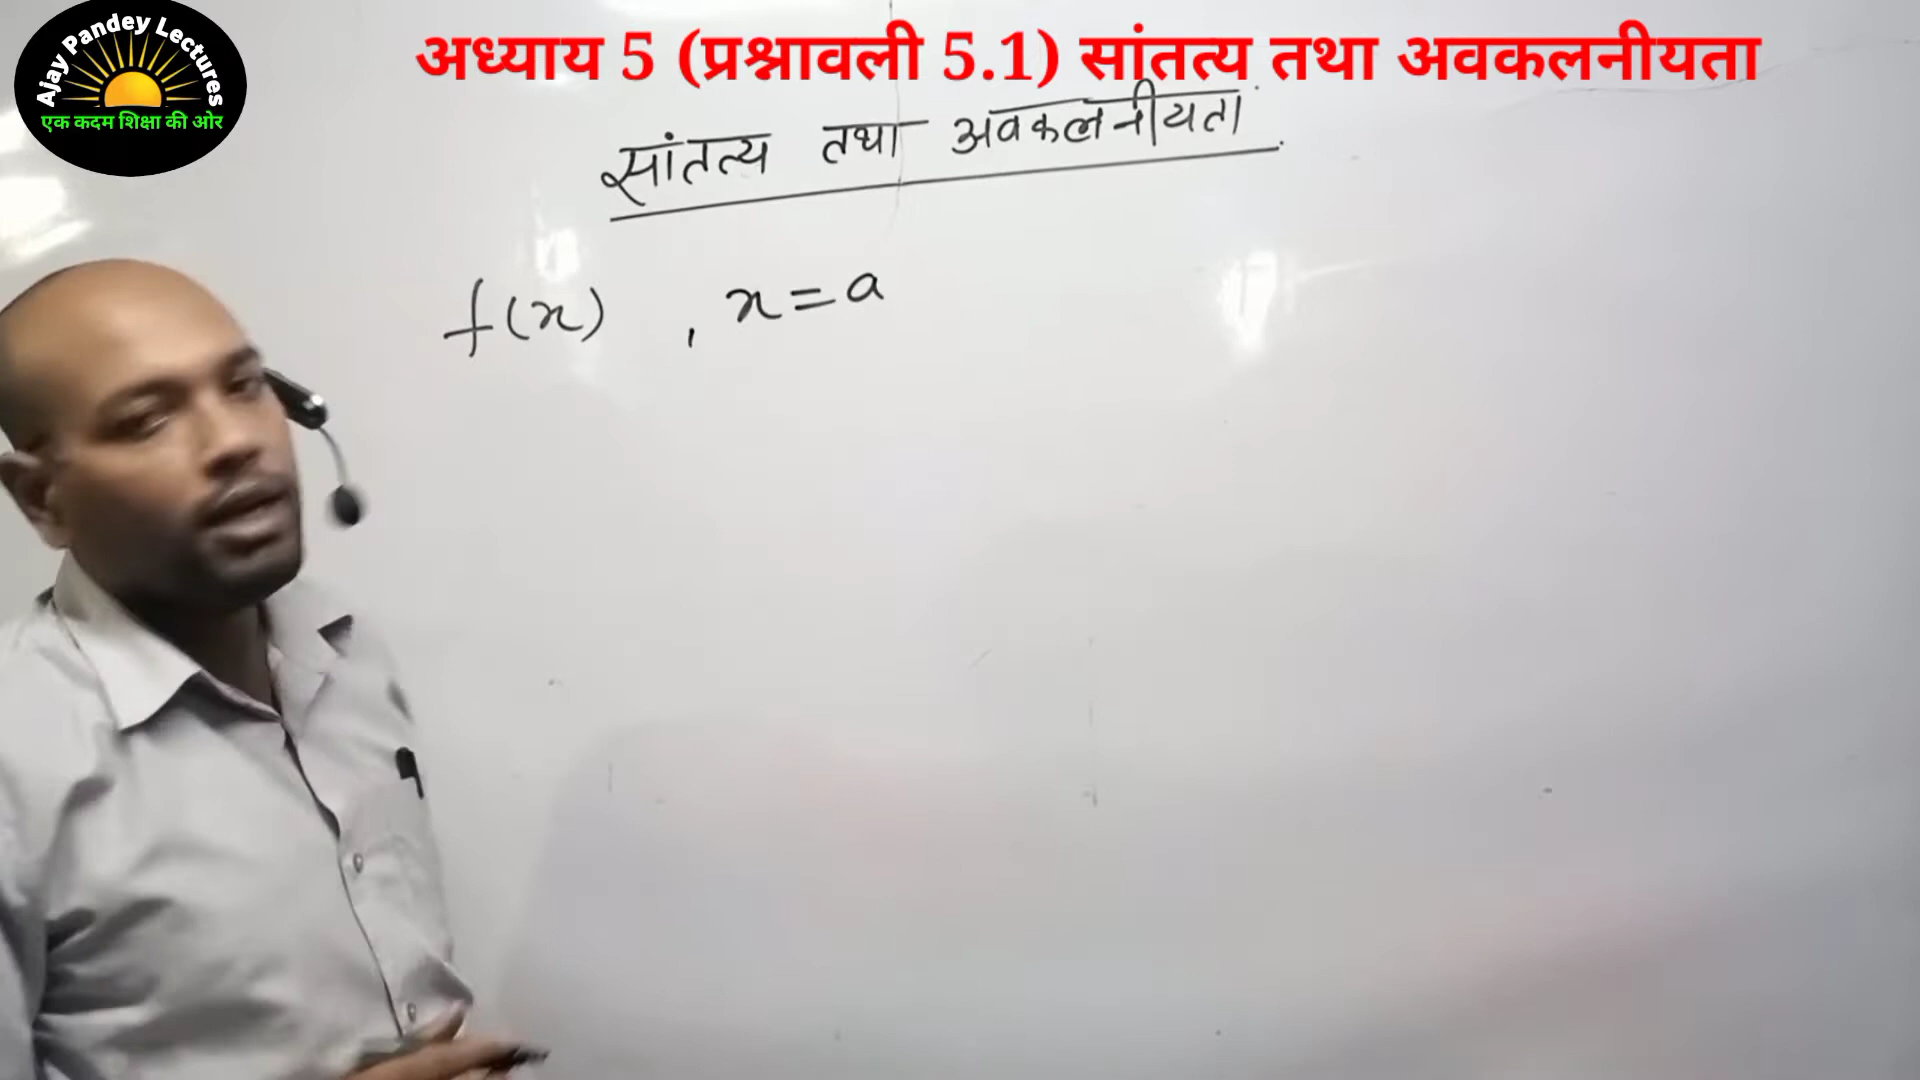 Ajay Pandey Lectures
एक कदम शिक्षा की ओर
अध्याय 5 (प्रश्नावली 5.1) सांतत्य तथा अवकलनीयता
सांतत्य तथा अवकलनीयता
f(x) , x = a